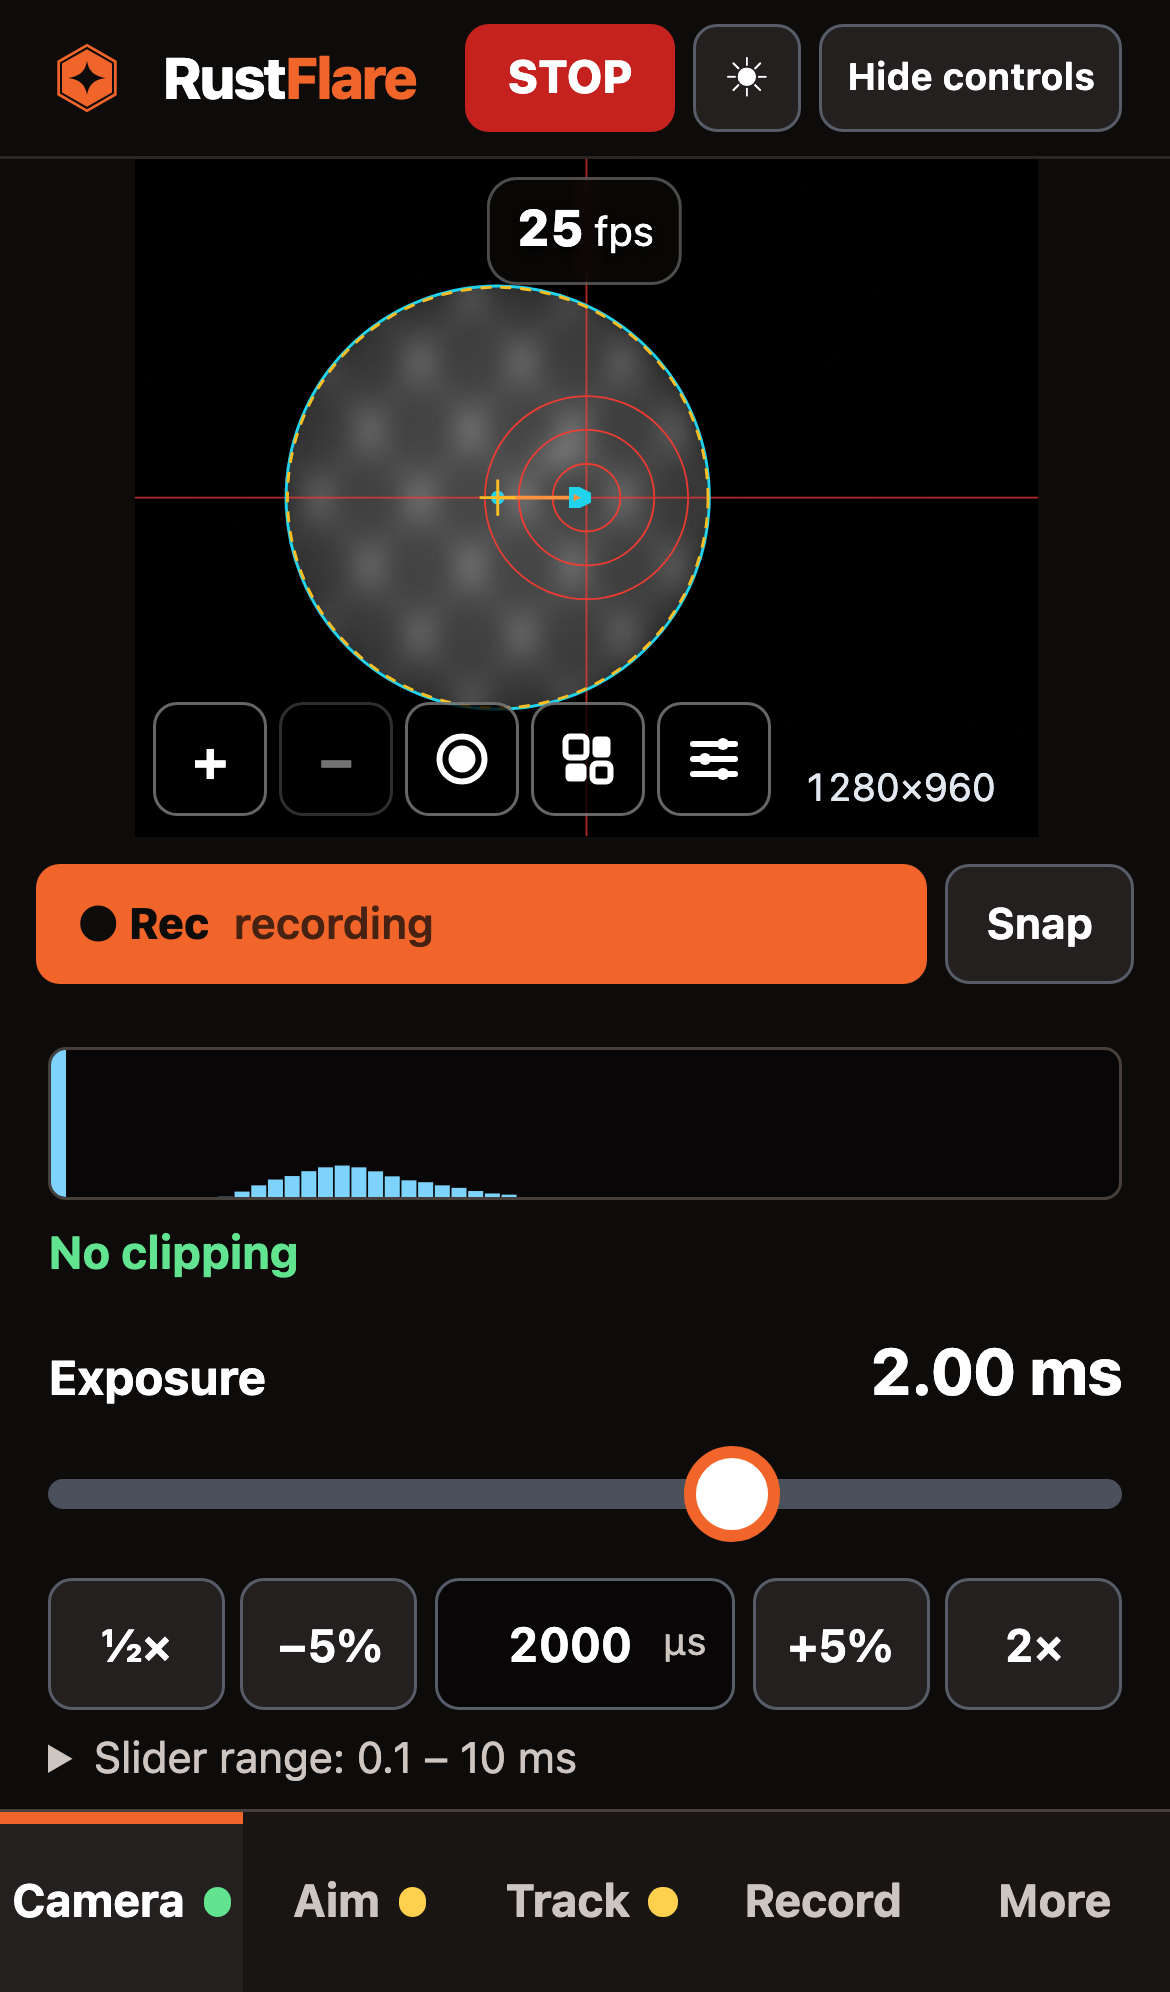 RustFlare
STOP
☀
Hide controls
25 fps
+
−
1280×960
Rec recording
Snap
No clipping
Exposure
2.00 ms
½×
−5%
2000 µs
+5%
2×
▶ Slider range: 0.1 – 10 ms
Camera
Aim
Track
Record
More